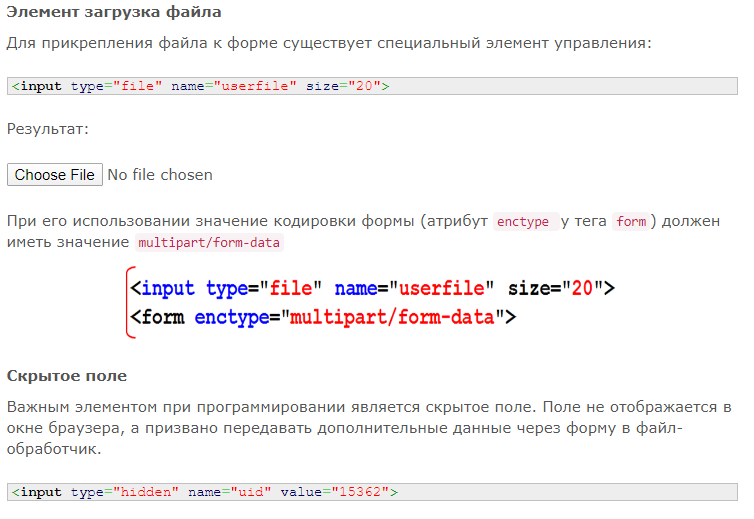 Элемент загрузка файла
Для прикрепления файла к форме существует специальный элемент управления:
<input type="file" name="userfile" size="20">
Результат:
Choose File No file chosen
При его использовании значение кодировки формы (атрибут enctype у тега form) должен
иметь значение multipart/form-data
<input type="file" name="userfile" size="20">
<form enctype="multipart/form-data">
Скрытое поле
Важным элементом при программировании является скрытое поле. Поле не отображается в
окне браузера, а призвано передавать дополнительные данные через форму в файл-
обработчик.
<input type="hidden" name="uid" value="15362">